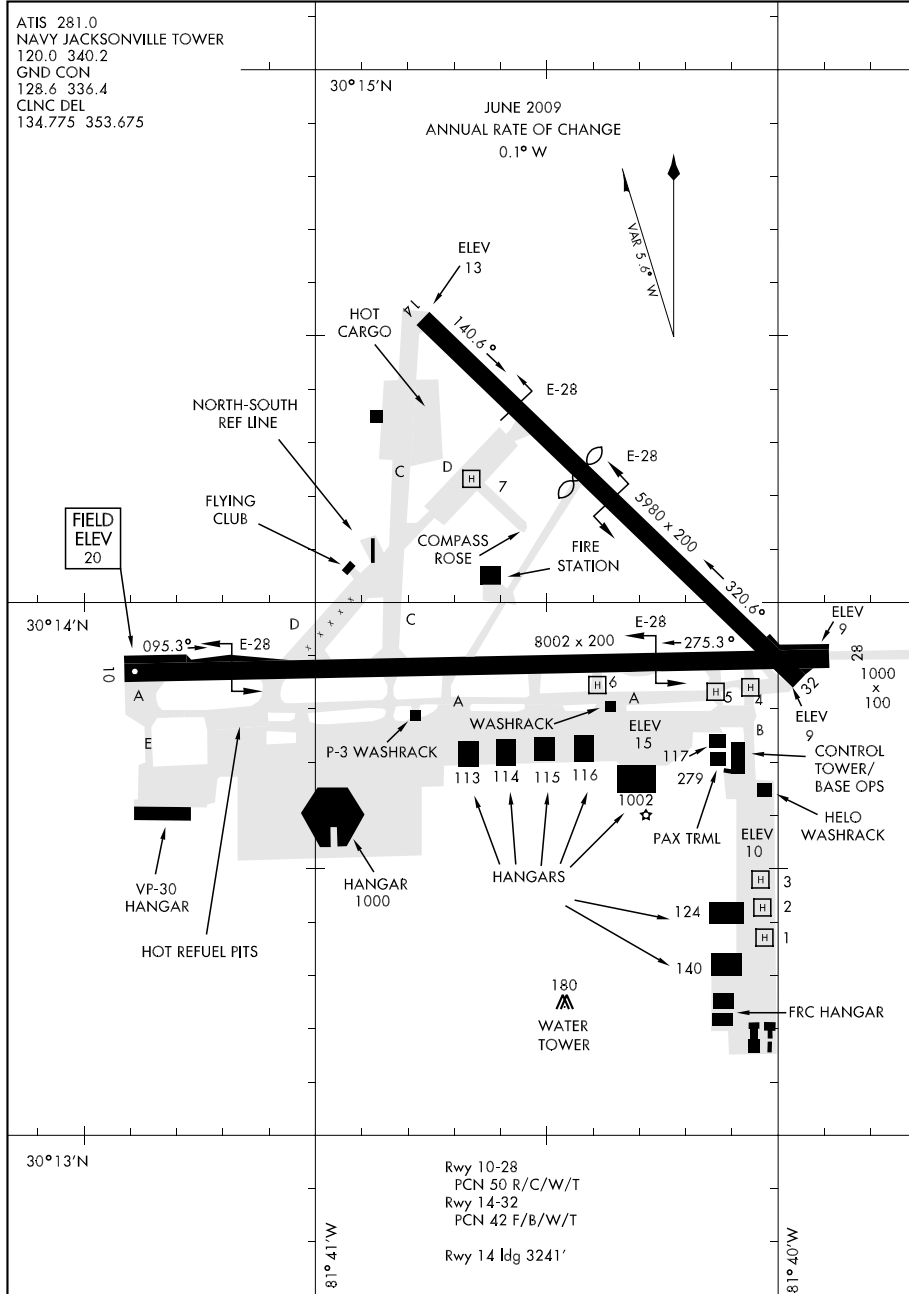 ATIS 281.0
NAVY JACKSONVILLE TOWER
120.0 340.2
GND CON
128.6 336.4
CLNC DEL
134.775 353.675
30° 15'N
JUNE 2009
ANNUAL RATE OF CHANGE
0.1° W
VAR 5.6° W
ELEV
13
14
HOT
CARGO
140.6°
E-28
NORTH-SOUTH
REF LINE
C
D
H
7
E-28
FLYING
CLUB
5980 x 200
FIELD
ELEV
20
COMPASS
ROSE
FIRE
STATION
320.6°
30° 14'N
D
x x x x x
C
ELEV
9
095.3°
E-28
8002 x 200
E-28
275.3°
28
10
1000
x
100
32
H
6
H
5
H
4
A
A
A
ELEV
9
WASHRACK
B
E
P-3 WASHRACK
ELEV
15
117
279
CONTROL
TOWER/
BASE OPS
113
114
115
116
1002
PAX TRML
HELO
WASHRACK
ELEV
10
VP-30
HANGAR
HANGAR
1000
HANGARS
H
3
H
2
H
1
124
HOT REFUEL PITS
140
180
WATER
TOWER
FRC HANGAR
30° 13'N
Rwy 10-28
PCN 50 R/C/W/T
Rwy 14-32
PCN 42 F/B/W/T
Rwy 14 ldg 3241'
81° 41'W
81° 40'W